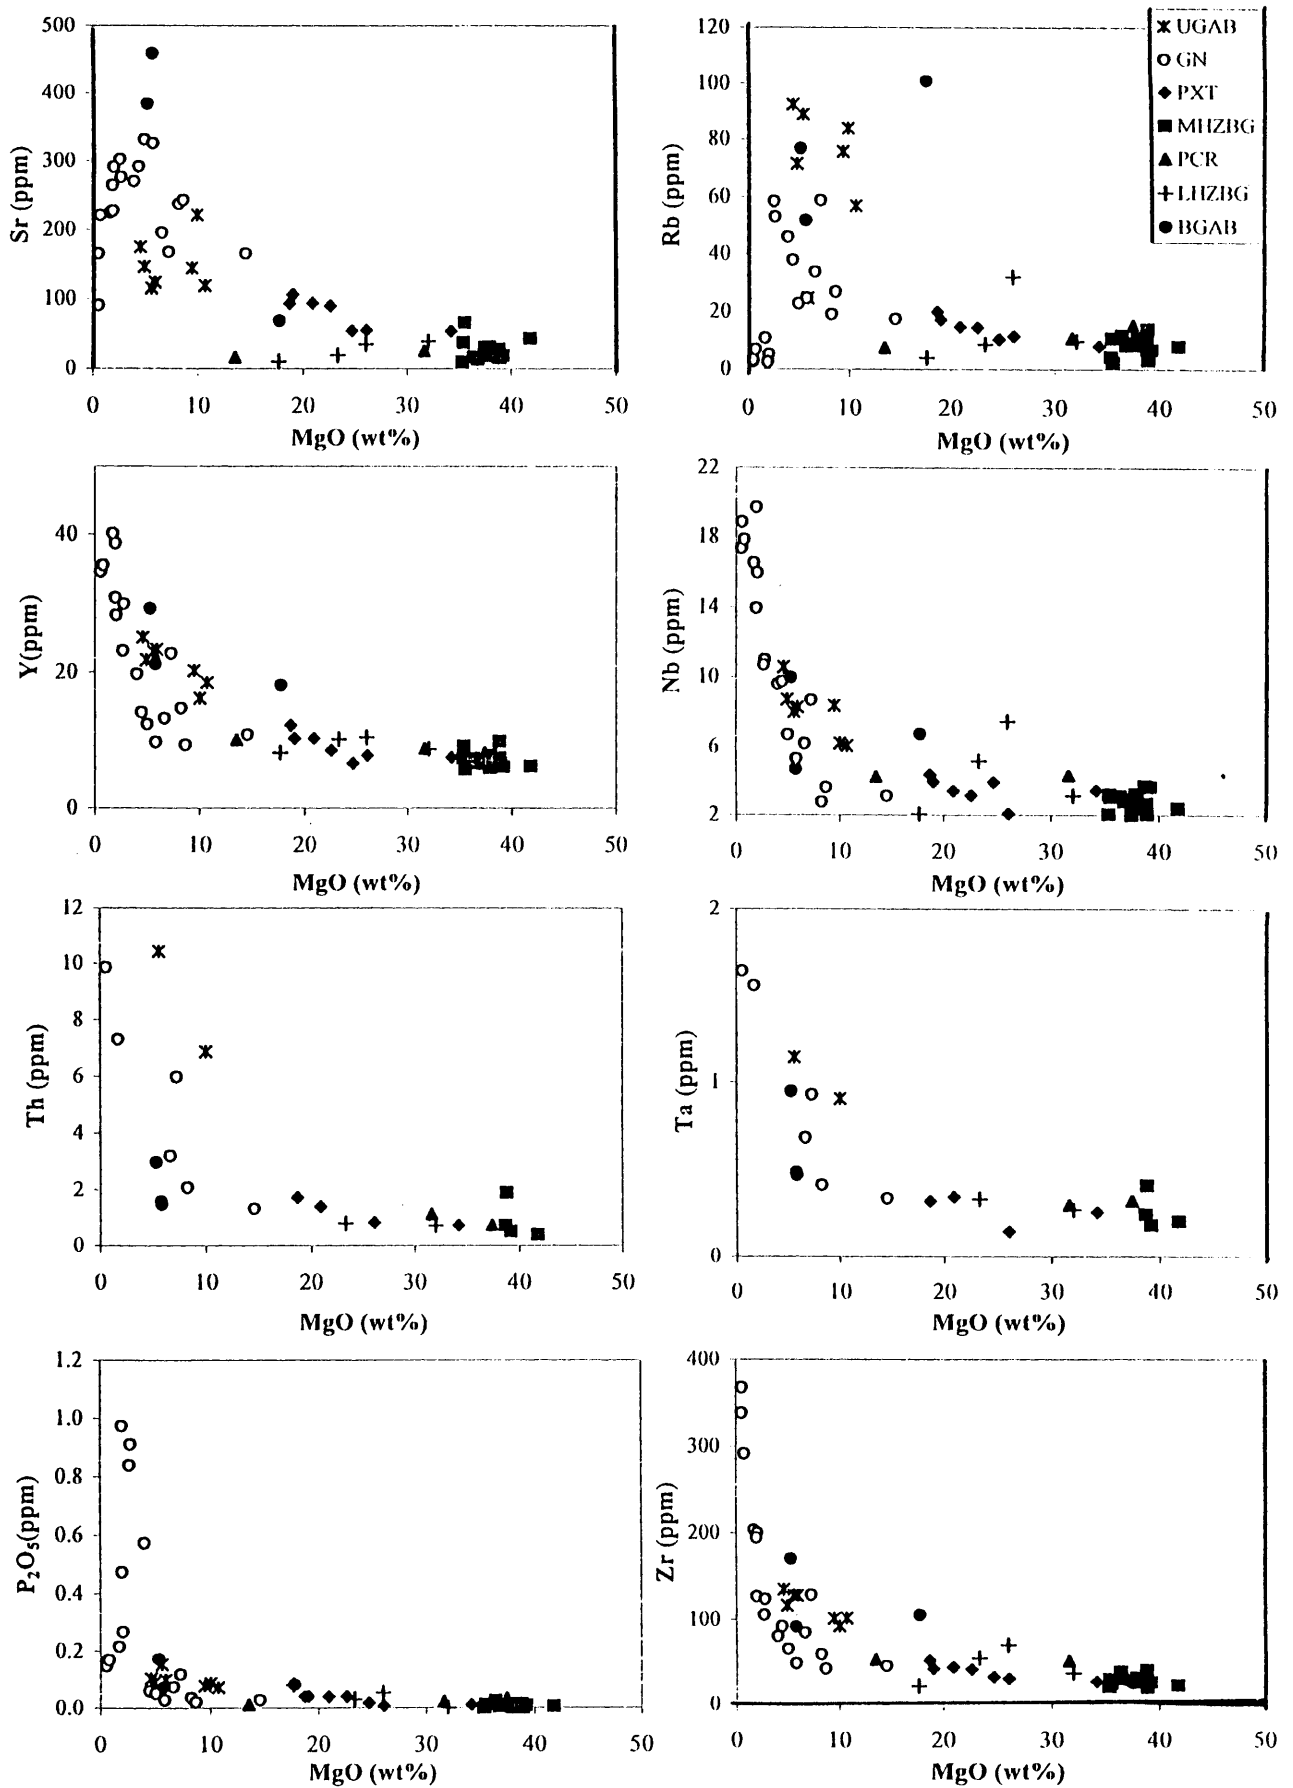 500
400
300
200
100
0
Sr (ppm)
0 10 20 30 40 50
MgO (wt%)
120
100
80
60
40
20
0
Rb (ppm)
0 10 20 30 40 50
MgO (wt%)
UGAB
GN
PXT
MHZBG
PCR
LHZBG
BGAB
40
20
0
Y(ppm)
0 10 20 30 40 50
MgO (wt%)
22
18
14
10
6
2
Nb (ppm)
0 10 20 30 40 50
MgO (wt%)
12
10
8
6
4
2
0
Th (ppm)
0 10 20 30 40 50
MgO (wt%)
2
1
0
Ta (ppm)
0 10 20 30 40 50
MgO (wt%)
1.2
1.0
0.8
0.6
0.4
0.2
0.0
P₂O₅(ppm)
0 10 20 30 40 50
MgO (wt%)
400
300
200
100
0
Zr (ppm)
0 10 20 30 40 50
MgO (wt%)